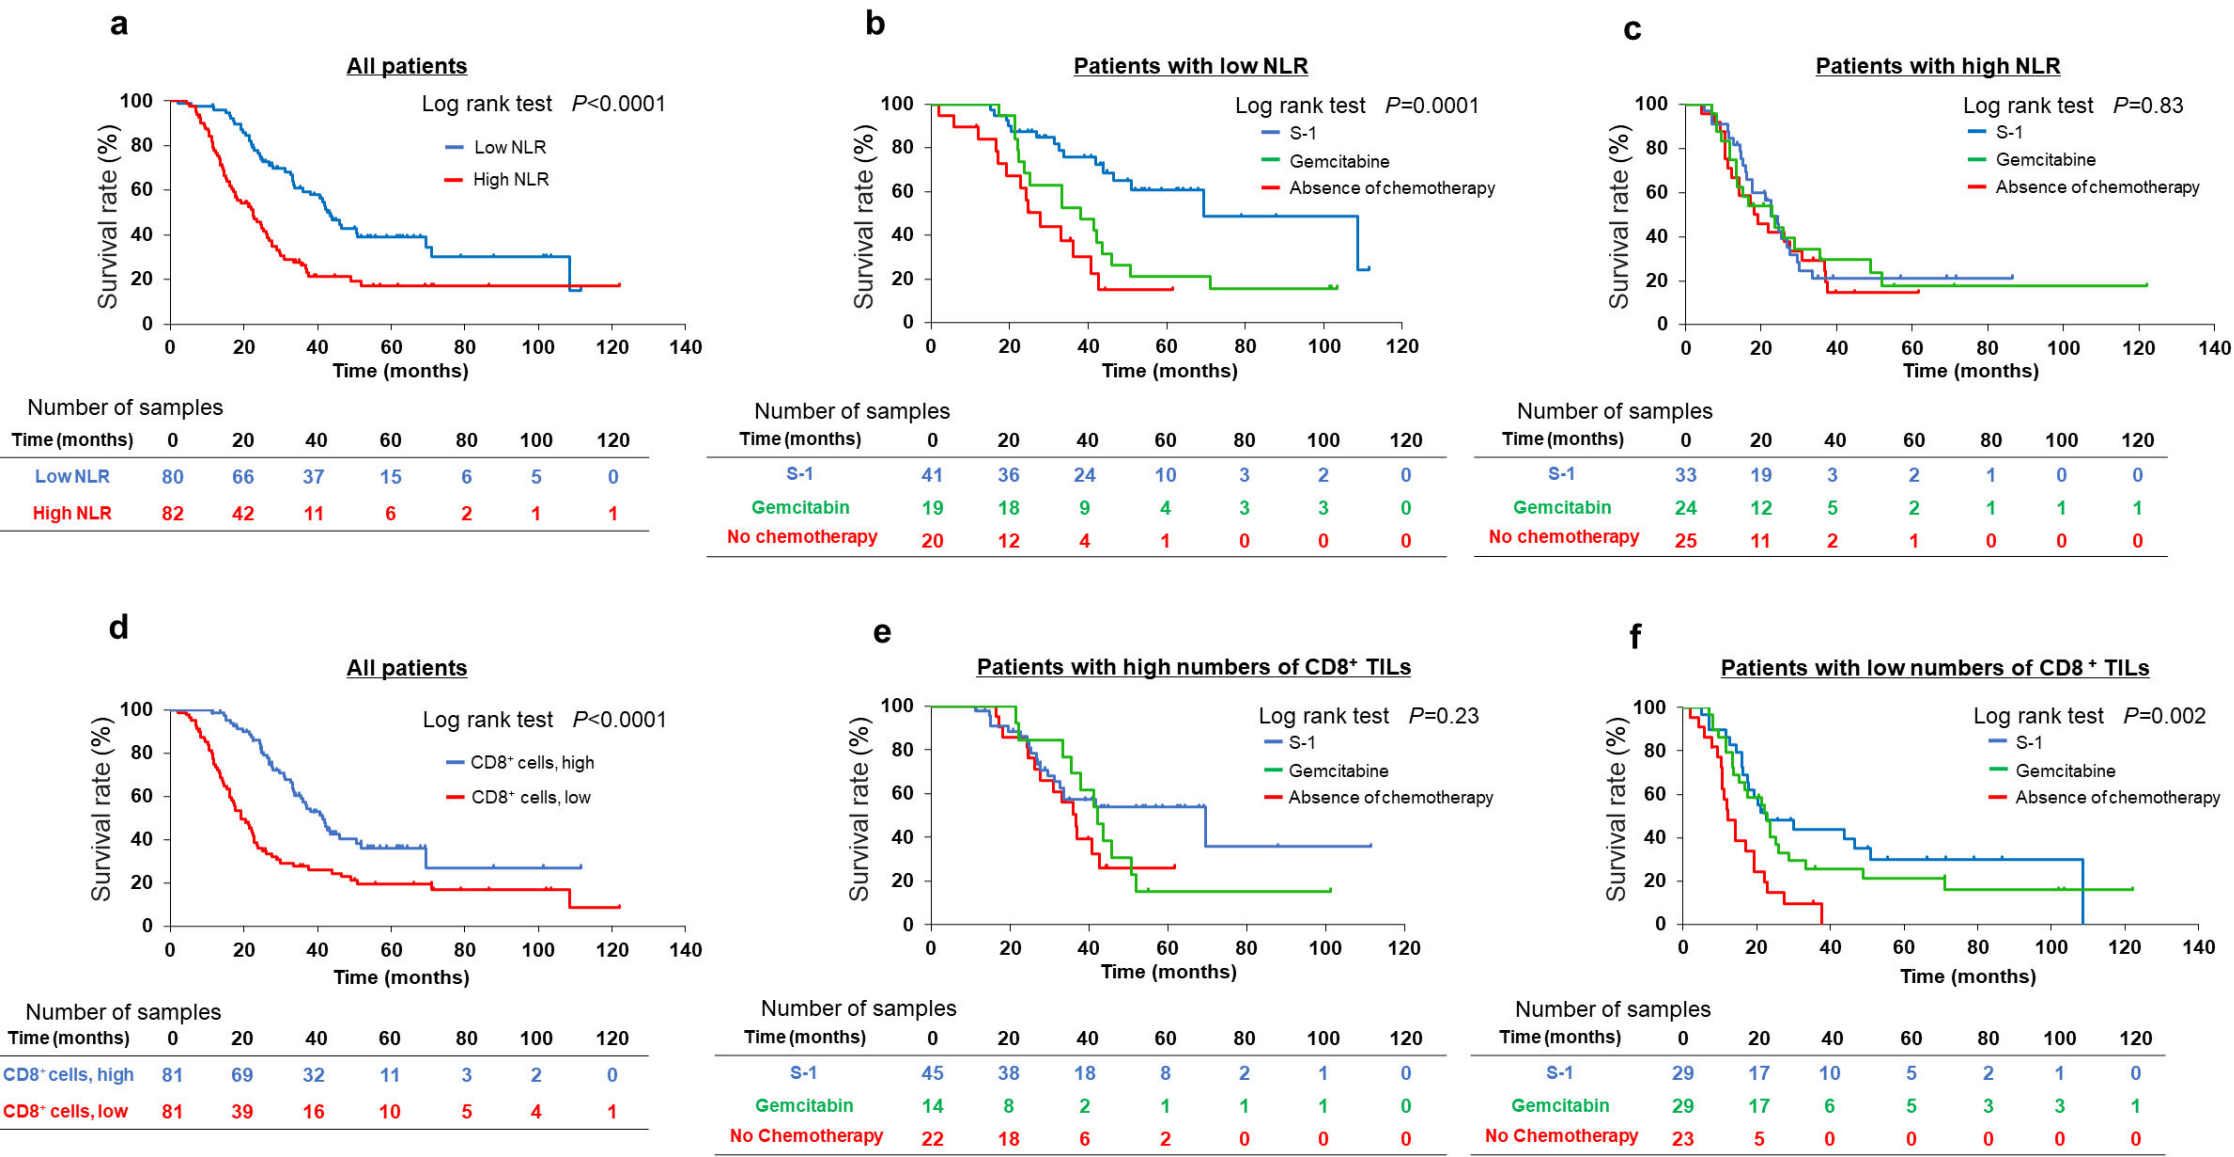 a
All patients
Log rank test P<0.0001
Low NLR
High NLR
Survival rate (%)
100
80
60
40
20
0
0 20 40 60 80 100 120 140
Time (months)
Number of samples
Time (months) 0 20 40 60 80 100 120
Low NLR 80 66 37 15 6 5 0
High NLR 82 42 11 6 2 1 1
b
Patients with low NLR
Log rank test P=0.0001
S-1
Gemcitabine
Absence of chemotherapy
Survival rate (%)
100
80
60
40
20
0
0 20 40 60 80 100 120
Time (months)
Number of samples
Time (months) 0 20 40 60 80 100 120
S-1 41 36 24 10 3 2 0
Gemcitabin 19 18 9 4 3 3 0
No chemotherapy 20 12 4 1 0 0 0
c
Patients with high NLR
Log rank test P=0.83
S-1
Gemcitabine
Absence of chemotherapy
Survival rate (%)
100
80
60
40
20
0
0 20 40 60 80 100 120 140
Time (months)
Number of samples
Time (months) 0 20 40 60 80 100 120
S-1 33 19 3 2 1 0 0
Gemcitabin 24 12 5 2 1 1 1
No chemotherapy 25 11 2 1 0 0 0
d
All patients
Log rank test P<0.0001
CD8⁺ cells, high
CD8⁺ cells, low
Survival rate (%)
100
80
60
40
20
0
0 20 40 60 80 100 120 140
Time (months)
Number of samples
Time (months) 0 20 40 60 80 100 120
CD8⁺ cells, high 81 69 32 11 3 2 0
CD8⁺ cells, low 81 39 16 10 5 4 1
e
Patients with high numbers of CD8⁺ TILs
Log rank test P=0.23
S-1
Gemcitabine
Absence of chemotherapy
Survival rate (%)
100
80
60
40
20
0
0 20 40 60 80 100 120
Time (months)
Number of samples
Time (months) 0 20 40 60 80 100 120
S-1 45 38 18 8 2 1 0
Gemcitabin 14 8 2 1 1 1 0
No Chemotherapy 22 18 6 2 0 0 0
f
Patients with low numbers of CD8 ⁺ TILs
Log rank test P=0.002
S-1
Gemcitabine
Absence of chemotherapy
Survival rate (%)
100
80
60
40
20
0
0 20 40 60 80 100 120 140
Time (months)
Number of samples
Time (months) 0 20 40 60 80 100 120
S-1 29 17 10 5 2 1 0
Gemcitabin 29 17 6 5 3 3 1
No Chemotherapy 23 5 0 0 0 0 0